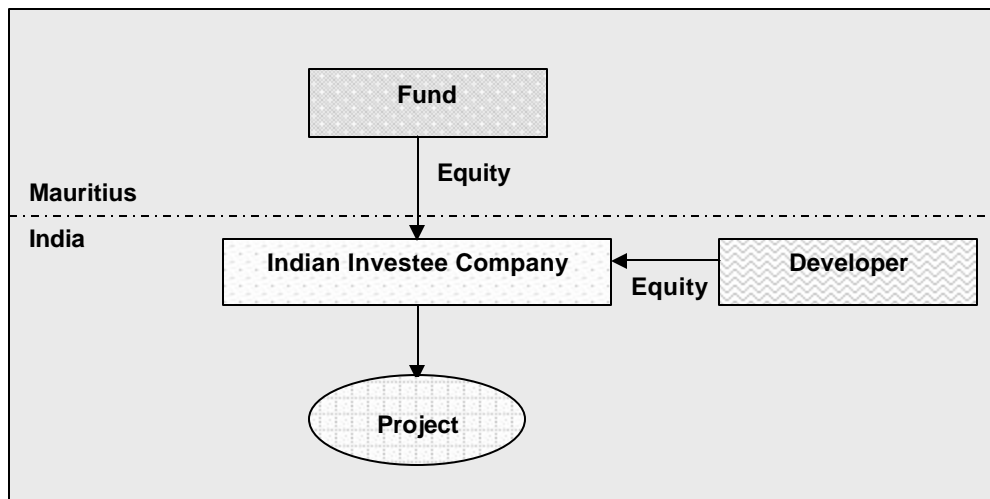 Fund
Equity
Mauritius
India
Indian Investee Company
Developer
Equity
Project